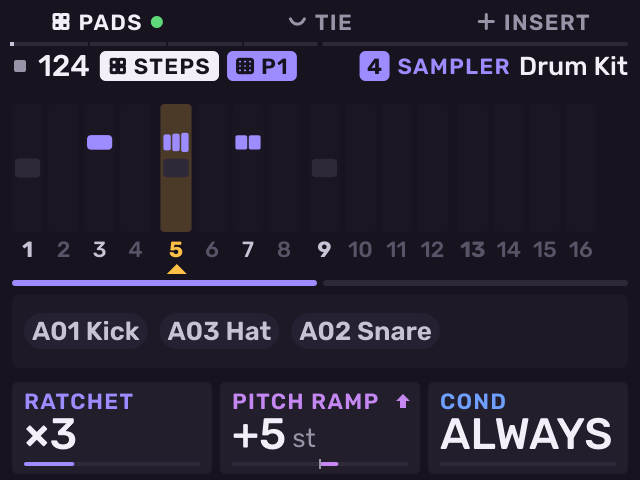 PADS TIE INSERT
124 STEPS P1 4 SAMPLER Drum Kit
1 2 3 4 5 6 7 8 9 10 11 12 13 14 15 16
A01 Kick A03 Hat A02 Snare
RATCHET PITCH RAMP COND
×3 +5 st ALWAYS